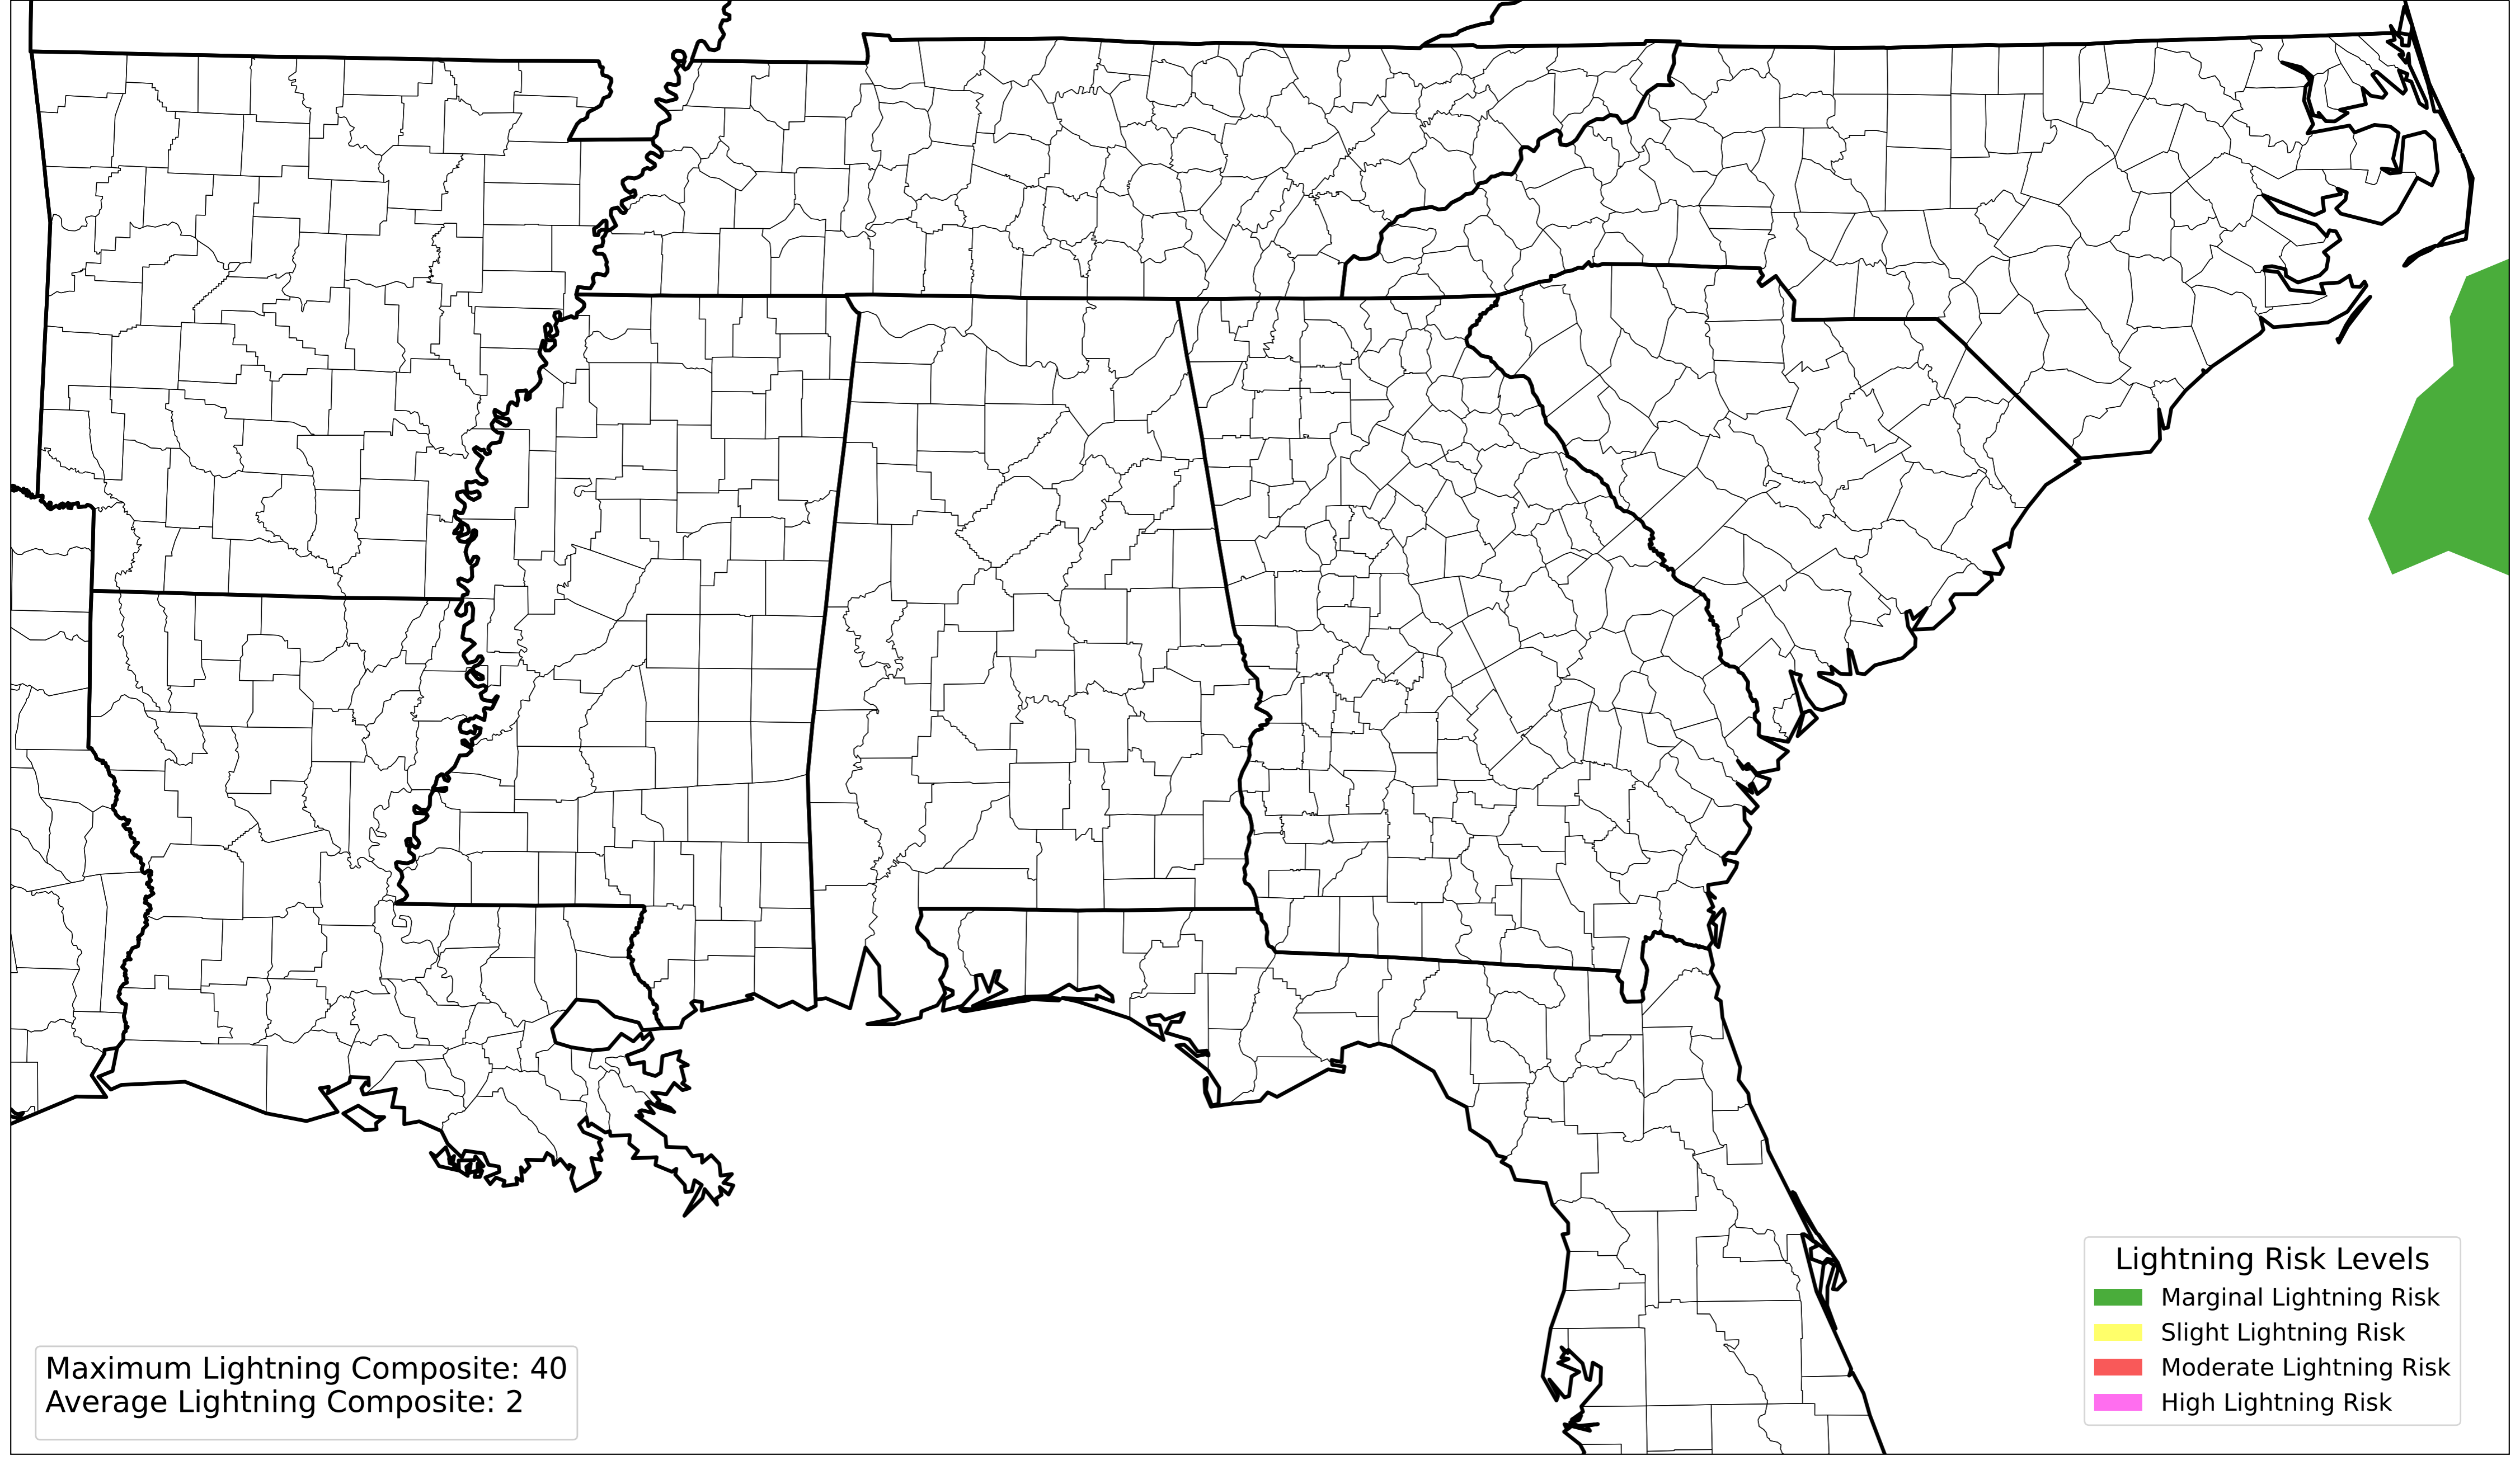 Lightning Risk Levels
Marginal Lightning Risk
Slight Lightning Risk
Moderate Lightning Risk
High Lightning Risk
Maximum Lightning Composite: 40
Average Lightning Composite: 2